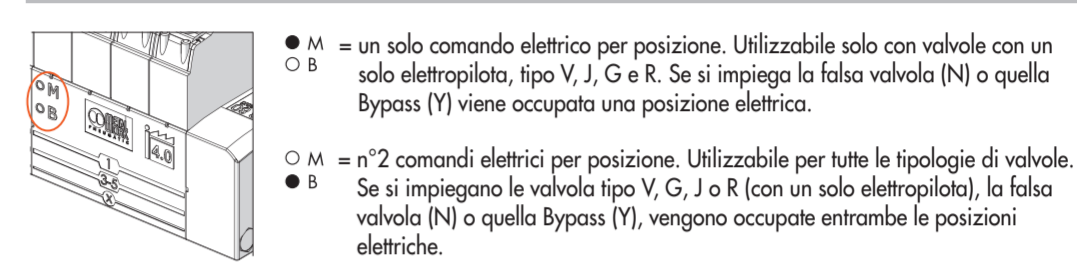 ● M = un solo comando elettrico per posizione. Utilizzabile solo con valvole con un
○ B solo elettropilota, tipo V, J, G e R. Se si impiega la falsa valvola (N) o quella
Bypass (Y) viene occupata una posizione elettrica.
○ M = n°2 comandi elettrici per posizione. Utilizzabile per tutte le tipologie di valvole.
● B Se si impiegano le valvola tipo V, G, J o R (con un solo elettropilota), la falsa
valvola (N) o quella Bypass (Y), vengono occupate entrambe le posizioni
elettriche.
M
B
PNEUMATIK
i 4.0
1
3-5
X